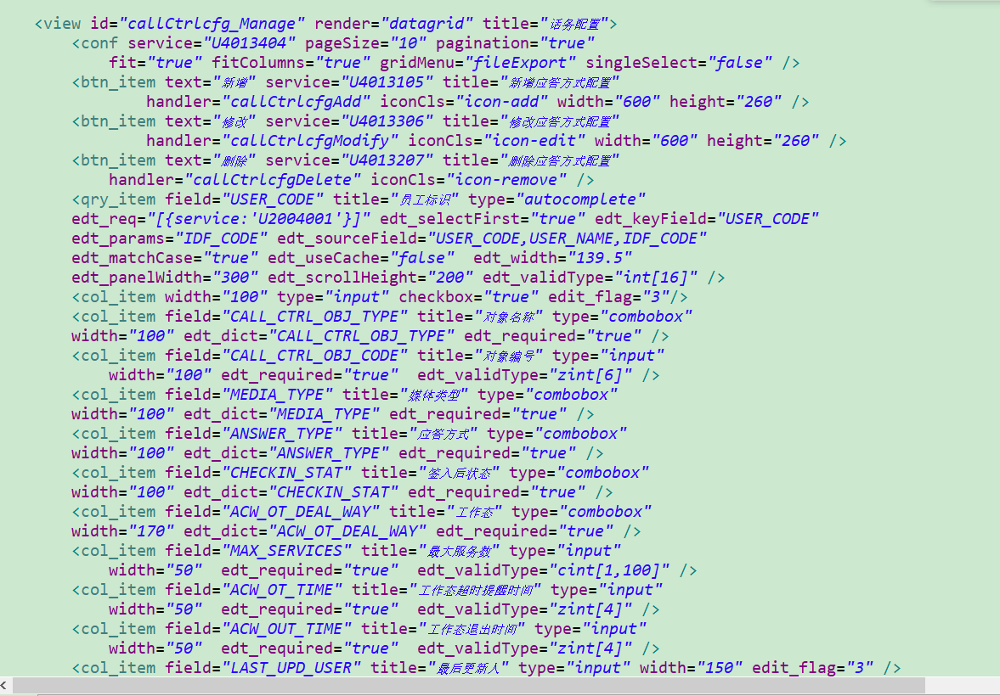 <view id="callCtrlcfg_Manage" render="datagrid" title="话务配置">
<conf service="U4013404" pageSize="10" pagination="true"
fit="true" fitColumns="true" gridMenu="fileExport" singleSelect="false" />
<btn_item text="新增" service="U4013105" title="新增应答方式配置"
handler="callCtrlcfgAdd" iconCls="icon-add" width="600" height="260" />
<btn_item text="修改" service="U4013306" title="修改应答方式配置"
handler="callCtrlcfgModify" iconCls="icon-edit" width="600" height="260" />
<btn_item text="删除" service="U4013207" title="删除应答方式配置"
handler="callCtrlcfgDelete" iconCls="icon-remove" />
<qry_item field="USER_CODE" title="员工标识" type="autocomplete"
edt_req="[{service:'U2004001'}]" edt_selectFirst="true" edt_keyField="USER_CODE"
edt_params="IDF_CODE" edt_sourceField="USER_CODE,USER_NAME,IDF_CODE"
edt_matchCase="true" edt_useCache="false"  edt_width="139.5"
edt_panelWidth="300" edt_scrollHeight="200" edt_validType="int[16]" />
<col_item width="100" type="input" checkbox="true" edit_flag="3"/>
<col_item field="CALL_CTRL_OBJ_TYPE" title="对象名称" type="combobox"
width="100" edt_dict="CALL_CTRL_OBJ_TYPE" edt_required="true" />
<col_item field="CALL_CTRL_OBJ_CODE" title="对象编号" type="input"
width="100" edt_required="true"  edt_validType="zint[6]" />
<col_item field="MEDIA_TYPE" title="媒体类型" type="combobox"
width="100" edt_dict="MEDIA_TYPE" edt_required="true" />
<col_item field="ANSWER_TYPE" title="应答方式" type="combobox"
width="100" edt_dict="ANSWER_TYPE" edt_required="true" />
<col_item field="CHECKIN_STAT" title="签入后状态" type="combobox"
width="100" edt_dict="CHECKIN_STAT" edt_required="true" />
<col_item field="ACW_OT_DEAL_WAY" title="工作态" type="combobox"
width="170" edt_dict="ACW_OT_DEAL_WAY" edt_required="true" />
<col_item field="MAX_SERVICES" title="最大服务数" type="input"
width="50"  edt_required="true"  edt_validType="cint[1,100]" />
<col_item field="ACW_OT_TIME" title="工作态超时提醒时间" type="input"
width="50"  edt_required="true"  edt_validType="zint[4]" />
<col_item field="ACW_OUT_TIME" title="工作态退出时间" type="input"
width="50"  edt_required="true"  edt_validType="zint[4]" />
<col_item field="LAST_UPD_USER" title="最后更新人" type="input" width="150" edit_flag="3" />